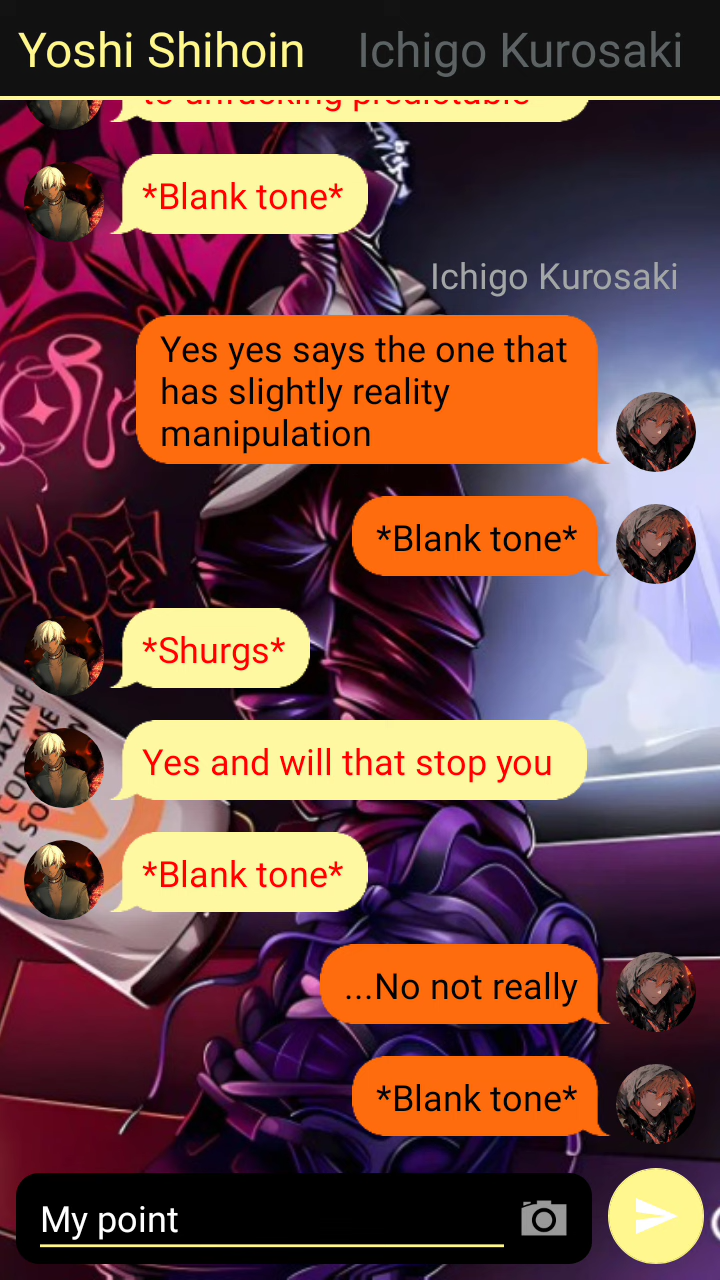 Yoshi Shihoin Ichigo Kurosaki
*Blank tone*
Ichigo Kurosaki
Yes yes says the one that
has slightly reality
manipulation
*Blank tone*
*Shurgs*
Yes and will that stop you
*Blank tone*
...No not really
*Blank tone*
My point